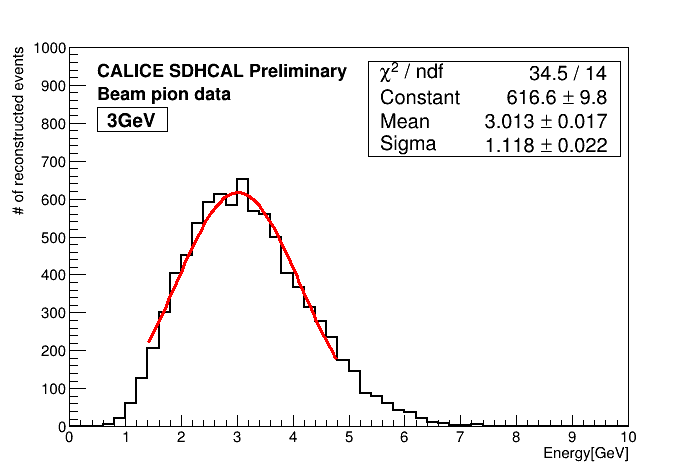 CALICE SDHCAL Preliminary
Beam pion data
3GeV
χ² / ndf 34.5 / 14
Constant 616.6 ± 9.8
Mean 3.013 ± 0.017
Sigma 1.118 ± 0.022
# of reconstructed events
1000
900
800
700
600
500
400
300
200
100
0
0 1 2 3 4 5 6 7 8 9 10
Energy[GeV]